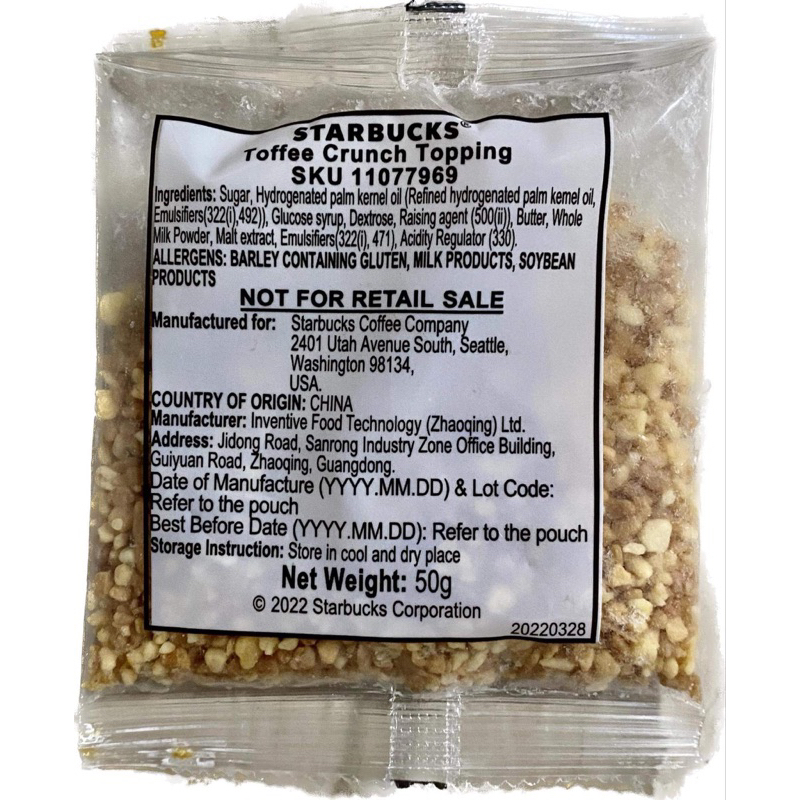 STARBUCKS®
Toffee Crunch Topping
SKU 11077969
Ingredients: Sugar, Hydrogenated palm kernel oil (Refined hydrogenated palm kernel oil,
Emulsifiers(322(i),492)), Glucose syrup, Dextrose, Raising agent (500(ii)), Butter, Whole
Milk Powder, Malt extract, Emulsifiers(322(i), 471), Acidity Regulator (330).
ALLERGENS: BARLEY CONTAINING GLUTEN, MILK PRODUCTS, SOYBEAN
PRODUCTS
NOT FOR RETAIL SALE
Manufactured for: Starbucks Coffee Company
2401 Utah Avenue South, Seattle,
Washington 98134,
USA.
COUNTRY OF ORIGIN: CHINA
Manufacturer: Inventive Food Technology (Zhaoqing) Ltd.
Address: Jidong Road, Sanrong Industry Zone Office Building,
Guiyuan Road, Zhaoqing, Guangdong.
Date of Manufacture (YYYY.MM.DD) & Lot Code:
Refer to the pouch
Best Before Date (YYYY.MM.DD): Refer to the pouch
Storage Instruction: Store in cool and dry place
Net Weight: 50g
© 2022 Starbucks Corporation
20220328